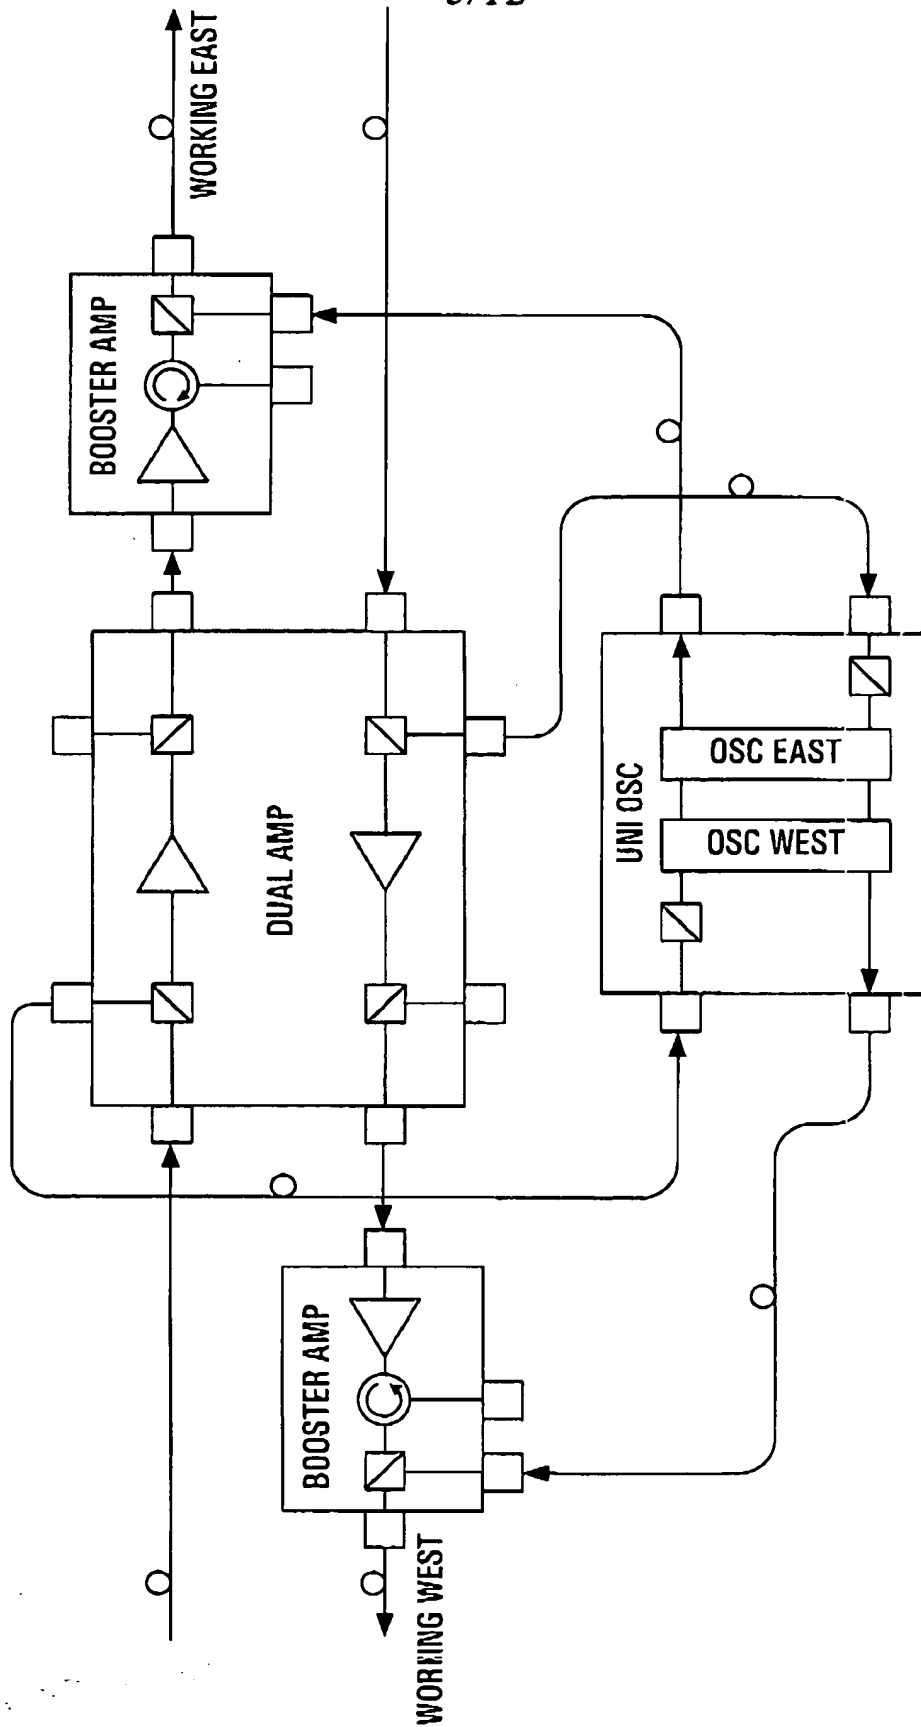 WORKING EAST
BOOSTER AMP
DUAL AMP
UNI OSC
OSC EAST
OSC WEST
BOOSTER AMP
WORKING WEST